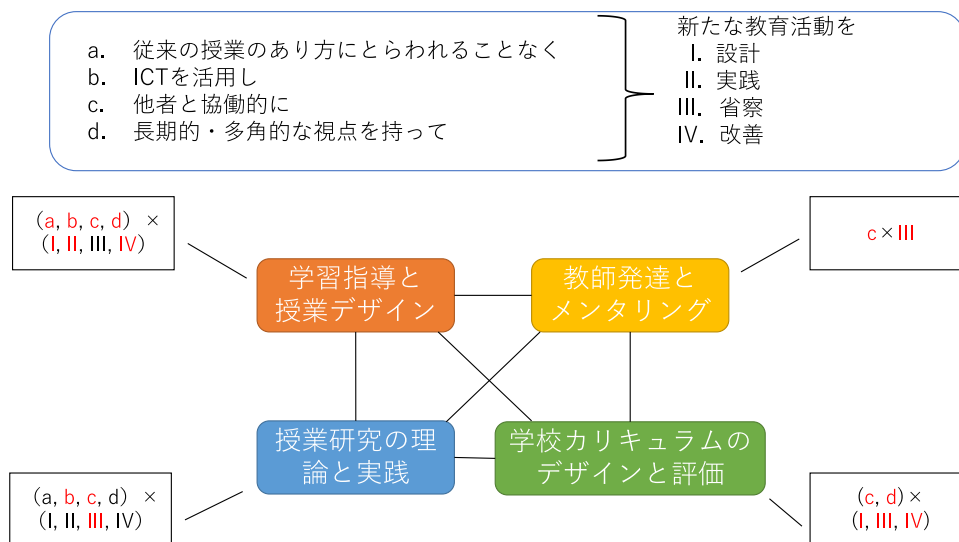 a. 従来の授業のあり方にとらわれることなく
b. ICTを活用し
c. 他者と協働的に
d. 長期的・多角的な視点を持って
新たな教育活動を
I. 設計
II. 実践
III. 省察
IV. 改善
(a, b, c, d) ×
(I, II, III, IV)
c×III
学習指導と
授業デザイン
教師発達と
メンタリング
授業研究の理
論と実践
学校カリキュラムの
デザインと評価
(a, b, c, d) ×
(I, II, III, IV)
(c, d)×
(I, III, IV)